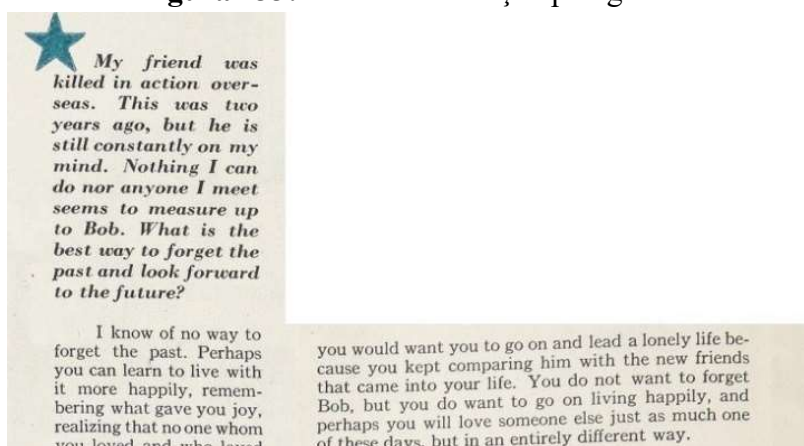 My friend was
killed in action over-
seas. This was two
years ago, but he is
still constantly on my
mind. Nothing I can
do nor anyone I meet
seems to measure up
to Bob. What is the
best way to forget the
past and look forward
to the future?
I know of no way to
forget the past. Perhaps
you can learn to live with
it more happily, remem-
bering what gave you joy,
realizing that no one whom
you loved and who loved
you would want you to go on and lead a lonely life be-
cause you kept comparing him with the new friends
that came into your life. You do not want to forget
Bob, but you do want to go on living happily, and
perhaps you will love someone else just as much one
of these days, but in an entirely different way.